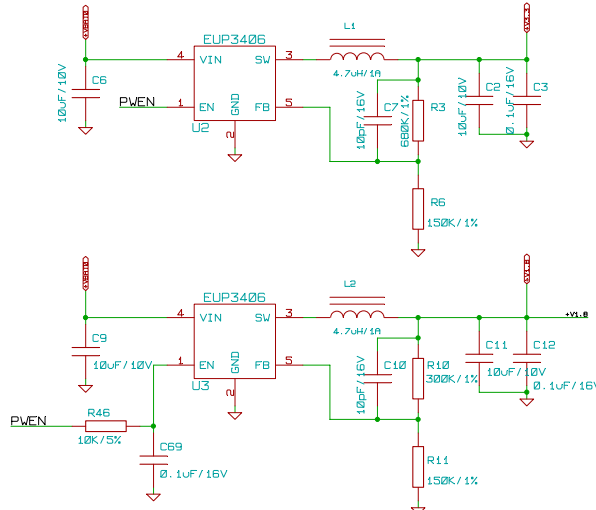 +V3.3
EUP3406
L1
4 VIN SW 3
4.7uH/1A
C6
10uF/10V
PWEN 1 EN GND FB 5
U2
2
C7
10pF/16V
R3
680K/1%
C2
10uF/10V
C3
0.1uF/16V
R6
150K/1%
EUP3406
L2
+V1.8
+V1.8
4 VIN SW 3
4.7uH/1A
C9
10uF/10V
1 EN GND FB 5
U3
2
C10
10pF/16V
R10
300K/1%
C11
10uF/10V
C12
0.1uF/16V
PWEN
R46
10K/5%
C69
0.1uF/16V
R11
150K/1%